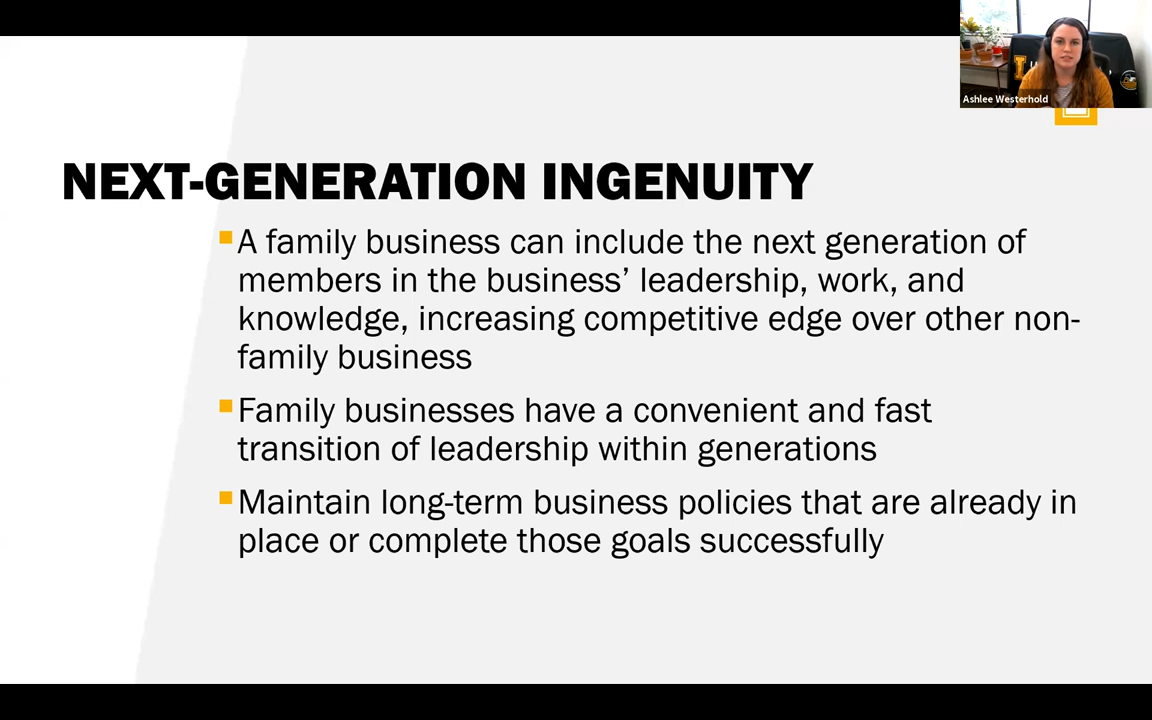 Ashlee Westerhold
NEXT-GENERATION INGENUITY
A family business can include the next generation of
members in the business’ leadership, work, and
knowledge, increasing competitive edge over other non-
family business
Family businesses have a convenient and fast
transition of leadership within generations
Maintain long-term business policies that are already in
place or complete those goals successfully